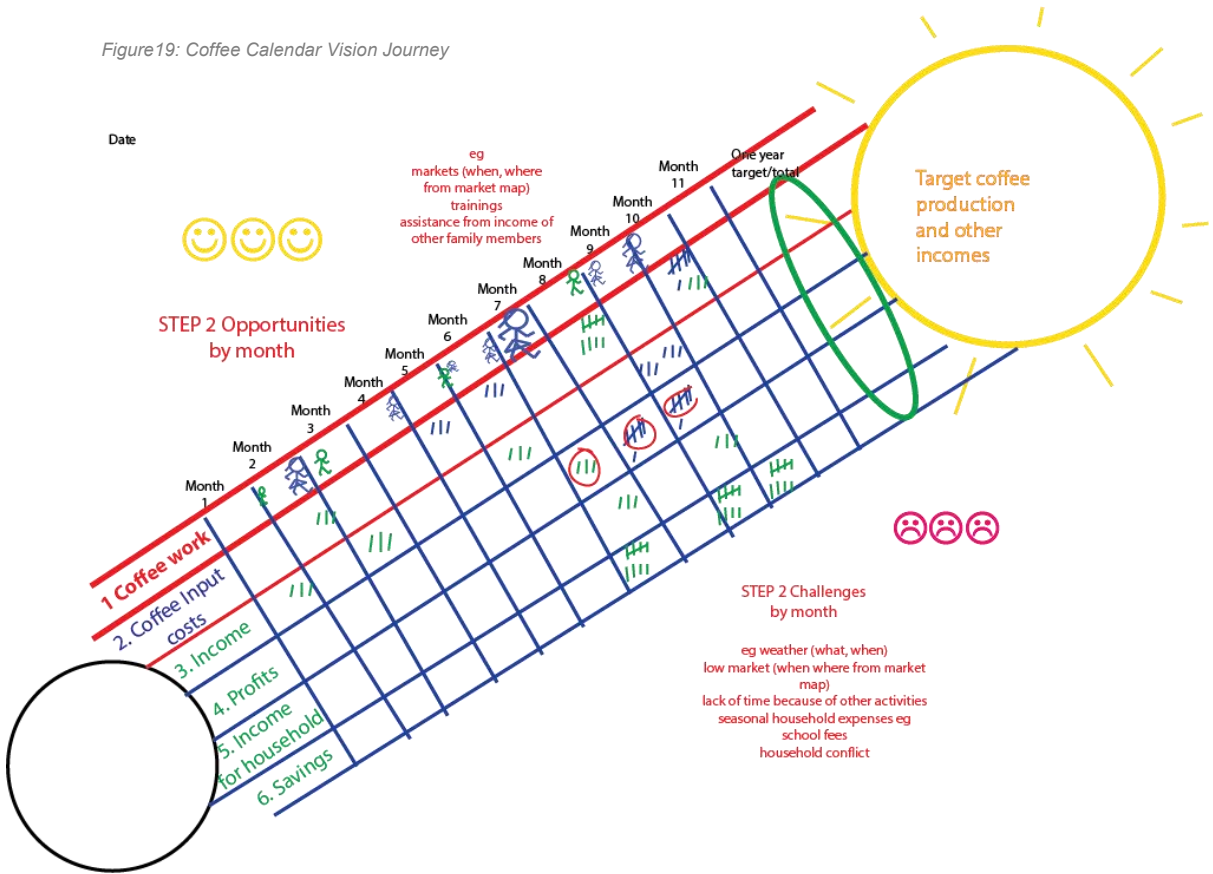 Figure19: Coffee Calendar Vision Journey
Date
eg
markets (when, where
from market map)
trainings
assistance from income of
other family members
STEP 2 Opportunities
by month
Month
1
Month
2
Month
3
Month
4
Month
5
Month
6
Month
7
Month
8
Month
9
Month
10
Month
11
One year
target/total
Target coffee
production
and other
incomes
1 Coffee work
2. Coffee Input
costs
3. Income
4. Profits
5. Income
for household
6. Savings
STEP 2 Challenges
by month
eg weather (what, when)
low market (when where from market
map)
lack of time because of other activities
seasonal household expenses eg
school fees
household conflict